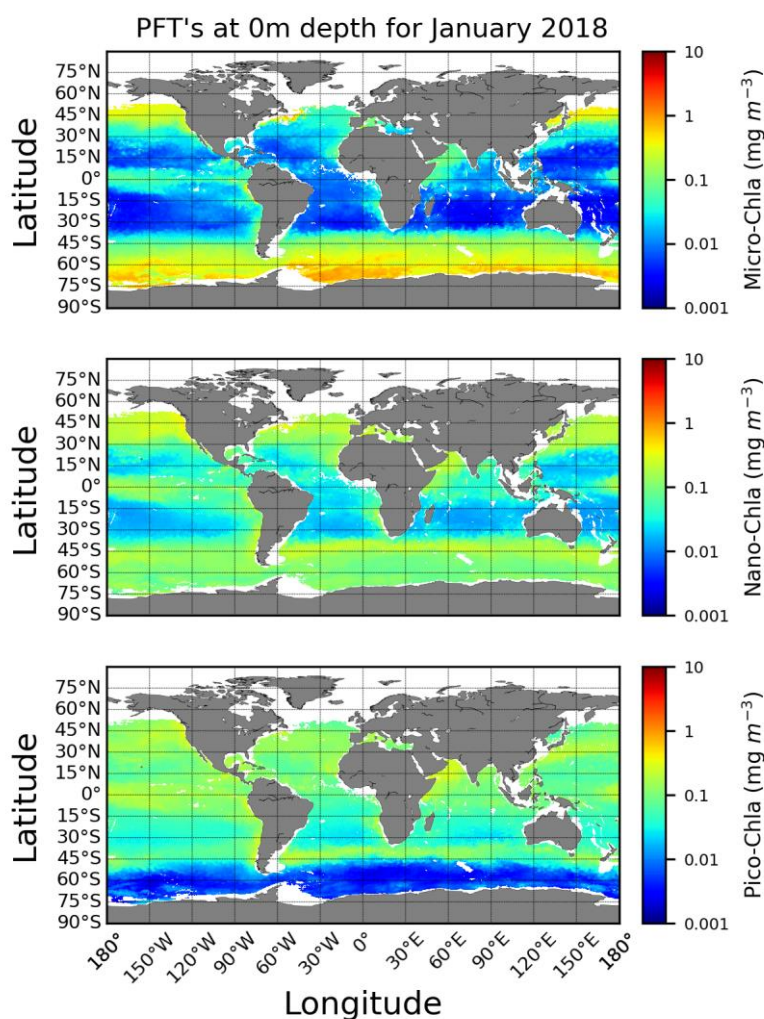 PFT's at 0m depth for January 2018
75°N
60°N
45°N
30°N
15°N
0°
15°S
30°S
45°S
60°S
75°S
90°S
Latitude
10
1
0.1
0.01
0.001
Micro-Chla (mg m⁻³)
75°N
60°N
45°N
30°N
15°N
0°
15°S
30°S
45°S
60°S
75°S
90°S
Latitude
10
1
0.1
0.01
0.001
Nano-Chla (mg m⁻³)
75°N
60°N
45°N
30°N
15°N
0°
15°S
30°S
45°S
60°S
75°S
90°S
Latitude
10
1
0.1
0.01
0.001
Pico-Chla (mg m⁻³)
180° 150°W 120°W 90°W 60°W 30°W 0° 30°E 60°E 90°E 120°E 150°E 180°
Longitude